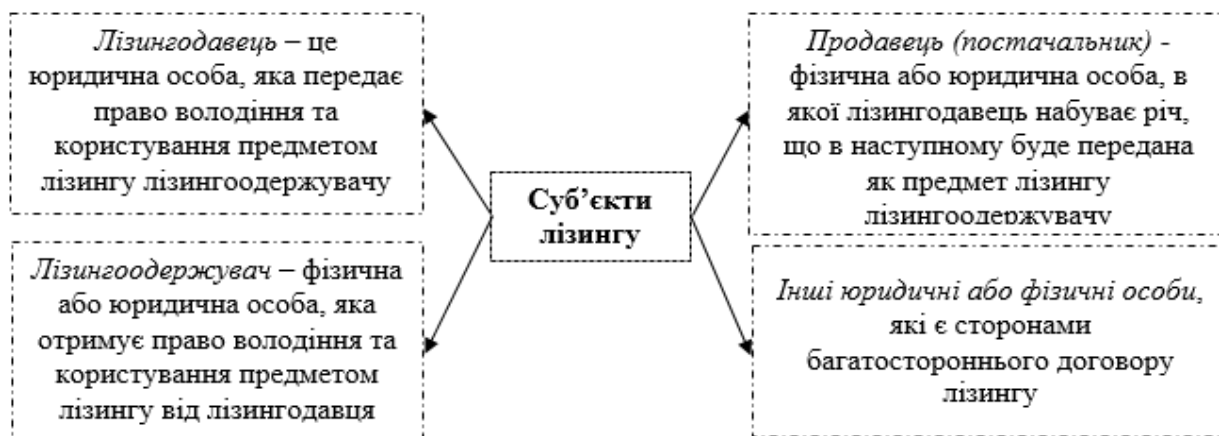 Лізингодавець – це
юридична особа, яка передає
право володіння та
користування предметом
лізингу лізингоодержувачу
Продавець (постачальник) -
фізична або юридична особа, в
якої лізингодавець набуває річ,
що в наступному буде передана
як предмет лізингу
лізингоодержувачу
Суб’єкти
лізингу
Лізингоодержувач – фізична
або юридична особа, яка
отримує право володіння та
користування предметом
лізингу від лізингодавця
Інші юридичні або фізичні особи,
які є сторонами
багатостороннього договору
лізингу